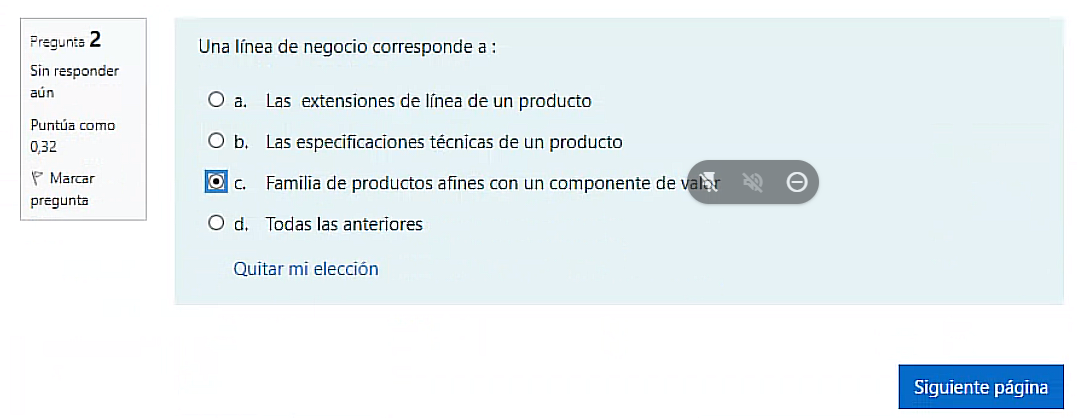 Pregunta 2
Sin responder
aún
Puntúa como
0,32
Marcar
pregunta
Una línea de negocio corresponde a :
a. Las extensiones de línea de un producto
b. Las especificaciones técnicas de un producto
c. Familia de productos afines con un componente de valor
d. Todas las anteriores
Quitar mi elección
Siguiente página